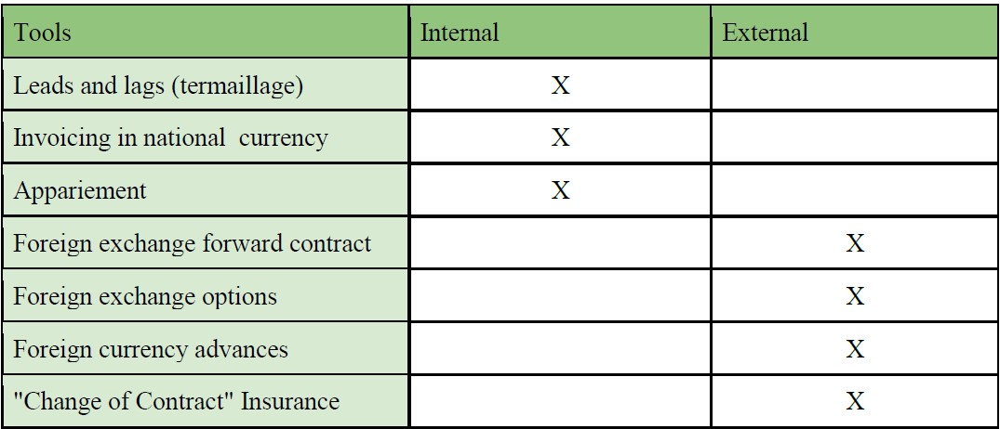 Tools Internal External
Leads and lags (termaillage) X
Invoicing in national currency X
Appariement X
Foreign exchange forward contract X
Foreign exchange options X
Foreign currency advances X
"Change of Contract" Insurance X